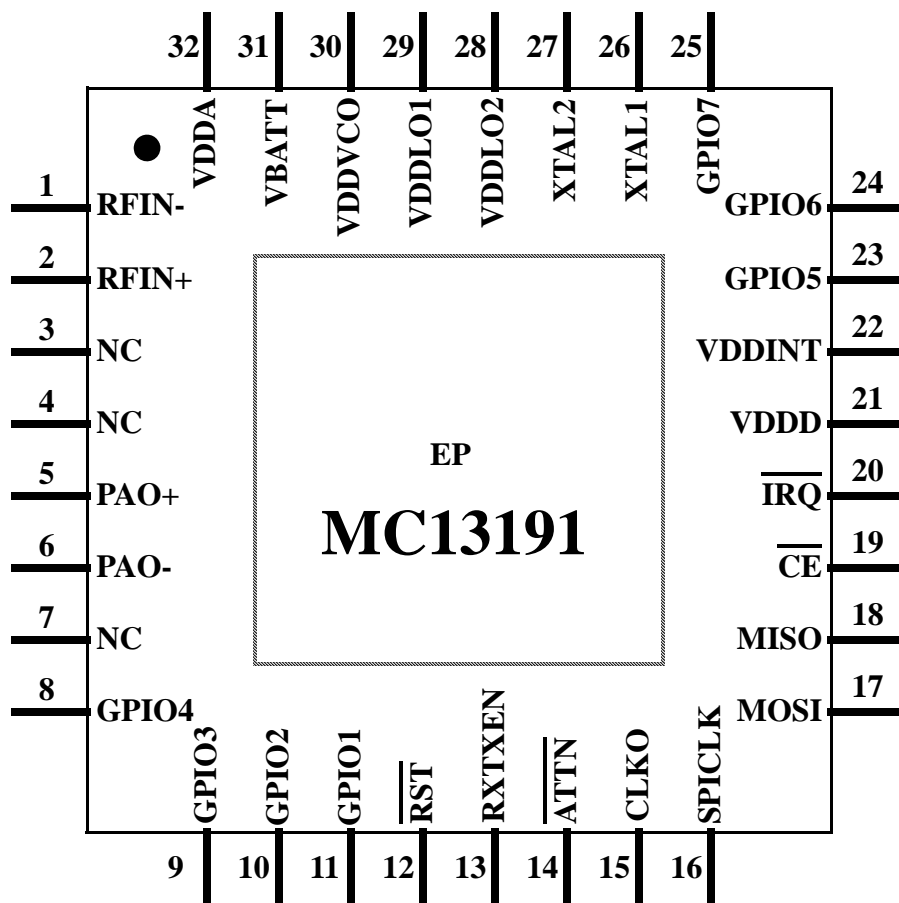 32 31 30 29 28 27 26 25
VDDA
VBATT
VDDVCO
VDDLO1
VDDLO2
XTAL2
XTAL1
GPIO7
1 RFIN-
2 RFIN+
3 NC
4 NC
5 PAO+
6 PAO-
7 NC
8 GPIO4
EP
MC13191
GPIO6 24
GPIO5 23
VDDINT 22
VDDD 21
IRQ 20
CE 19
MISO 18
MOSI 17
GPIO3
GPIO2
GPIO1
RST
RXTXEN
ATTN
CLKO
SPICLK
9 10 11 12 13 14 15 16